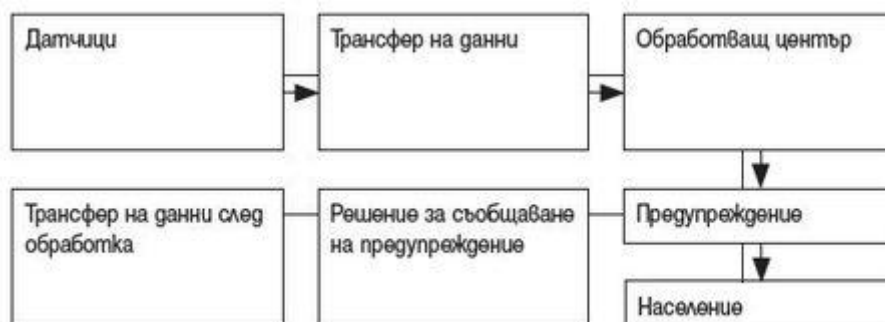 Датчици
Трансфер на данни
Обработващ център
Трансфер на данни след
обработка
Решение за съобщаване
на предупреждение
Предупреждение
Население